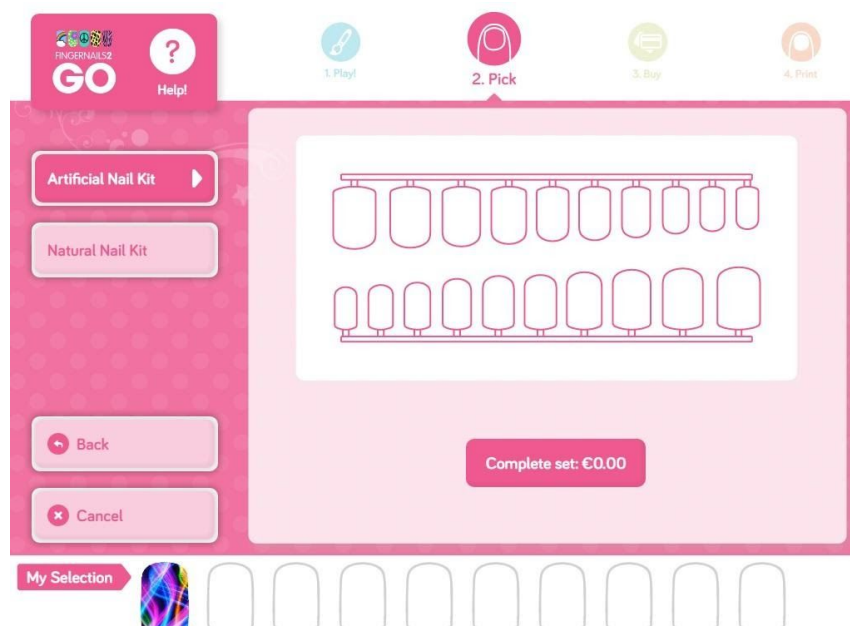 FINGERNAILS2
GO
?
Help!
1. Play!
2. Pick
3. Buy
4. Print
Artificial Nail Kit
Natural Nail Kit
Back
Cancel
Complete set: €0.00
My Selection